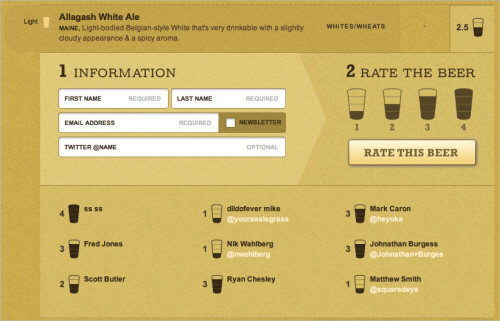 Light
Allagash White Ale
MAINE, Light-bodied Belgian-style White that's very drinkable with a slightly
cloudy appearance & a spicy aroma.
WHITES/WHEATS
-
2.5
1 INFORMATION
FIRST NAME REQUIRED
LAST NAME REQUIRED
EMAIL ADDRESS REQUIRED
NEWSLETTER
TWITTER @NAME OPTIONAL
2 RATE THE BEER
1 2 3 4
RATE THIS BEER
4 ss ss
1 dildofever mike
@yourasslegrass
3 Mark Caron
@heyoka
3 Fred Jones
1 Nik Wahlberg
@nwahlberg
3 Johnathan Burgess
@Johnathan+Burges
2 Scott Butler
3 Ryan Chesley
1 Matthew Smith
@squaredeye